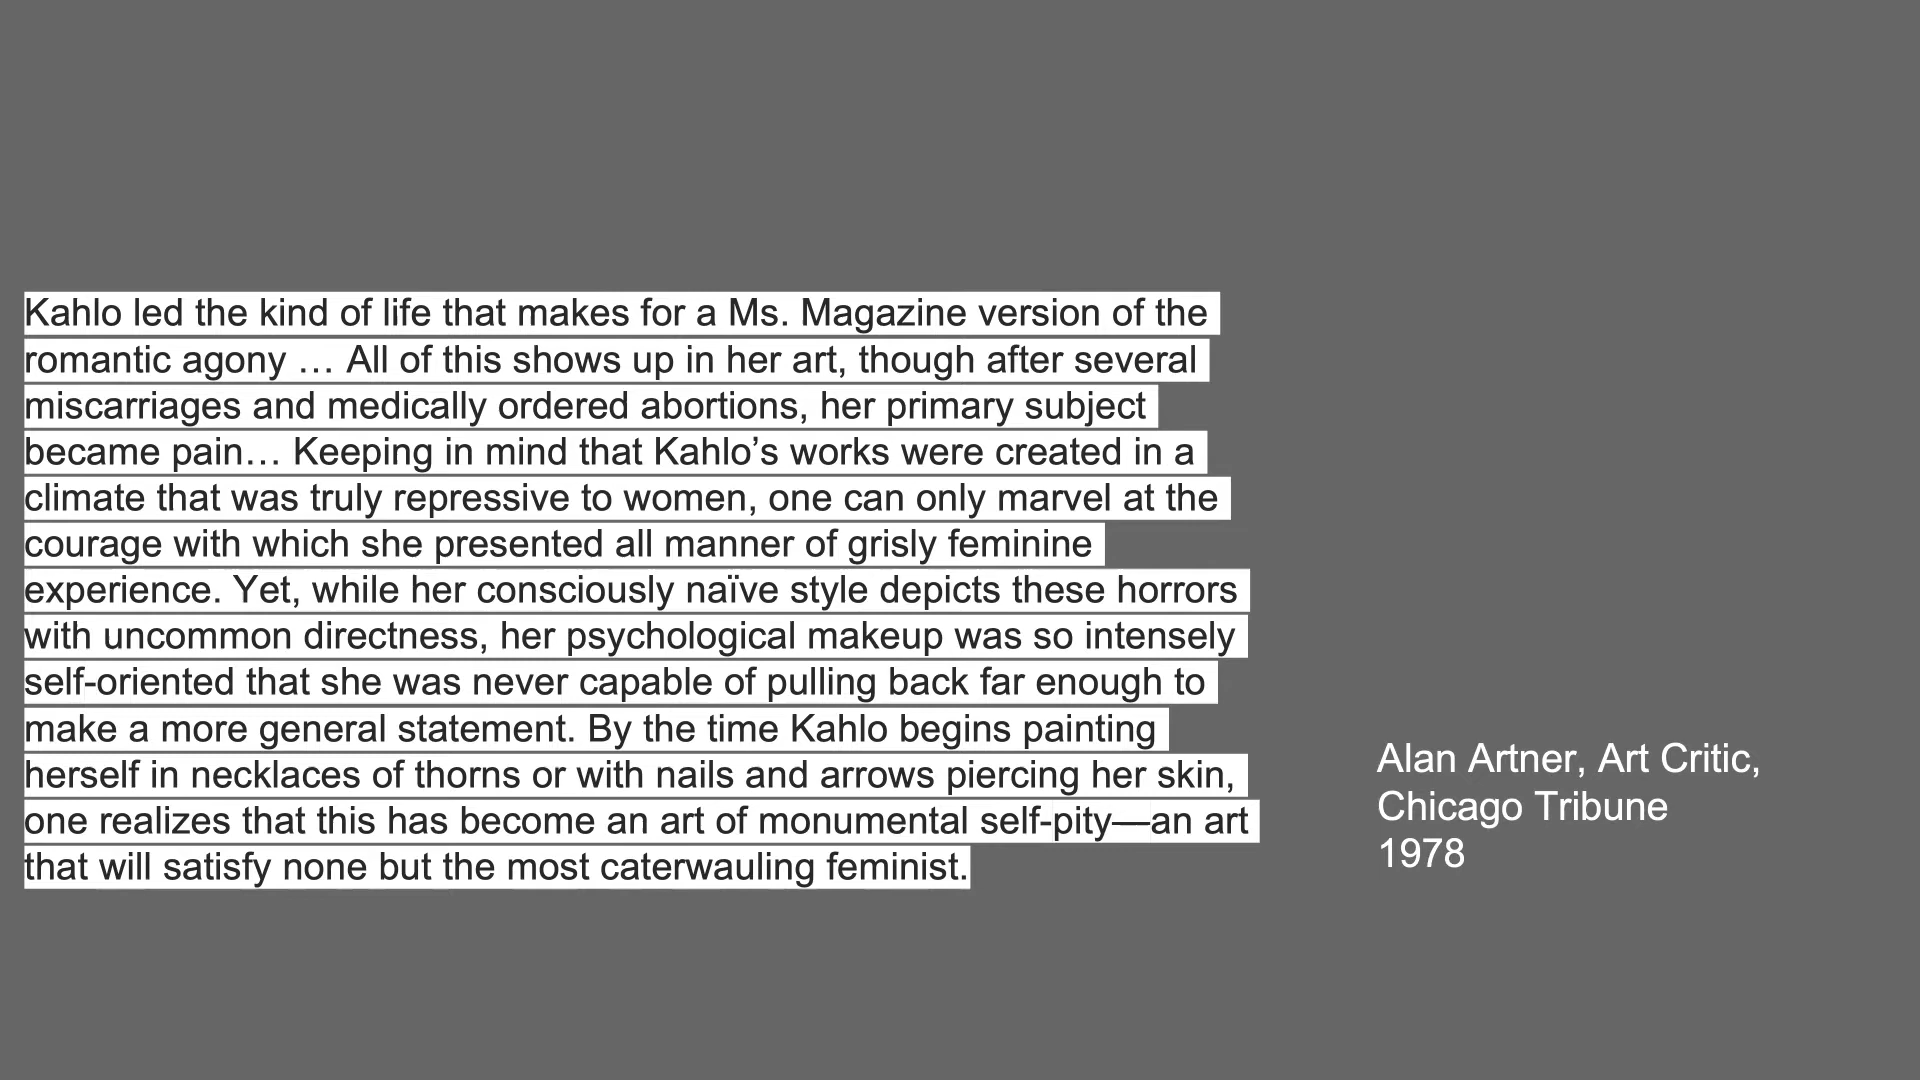 Kahlo led the kind of life that makes for a Ms. Magazine version of the
romantic agony … All of this shows up in her art, though after several
miscarriages and medically ordered abortions, her primary subject
became pain… Keeping in mind that Kahlo’s works were created in a
climate that was truly repressive to women, one can only marvel at the
courage with which she presented all manner of grisly feminine
experience. Yet, while her consciously naïve style depicts these horrors
with uncommon directness, her psychological makeup was so intensely
self-oriented that she was never capable of pulling back far enough to
make a more general statement. By the time Kahlo begins painting
herself in necklaces of thorns or with nails and arrows piercing her skin,
one realizes that this has become an art of monumental self-pity—an art
that will satisfy none but the most caterwauling feminist.
Alan Artner, Art Critic,
Chicago Tribune
1978